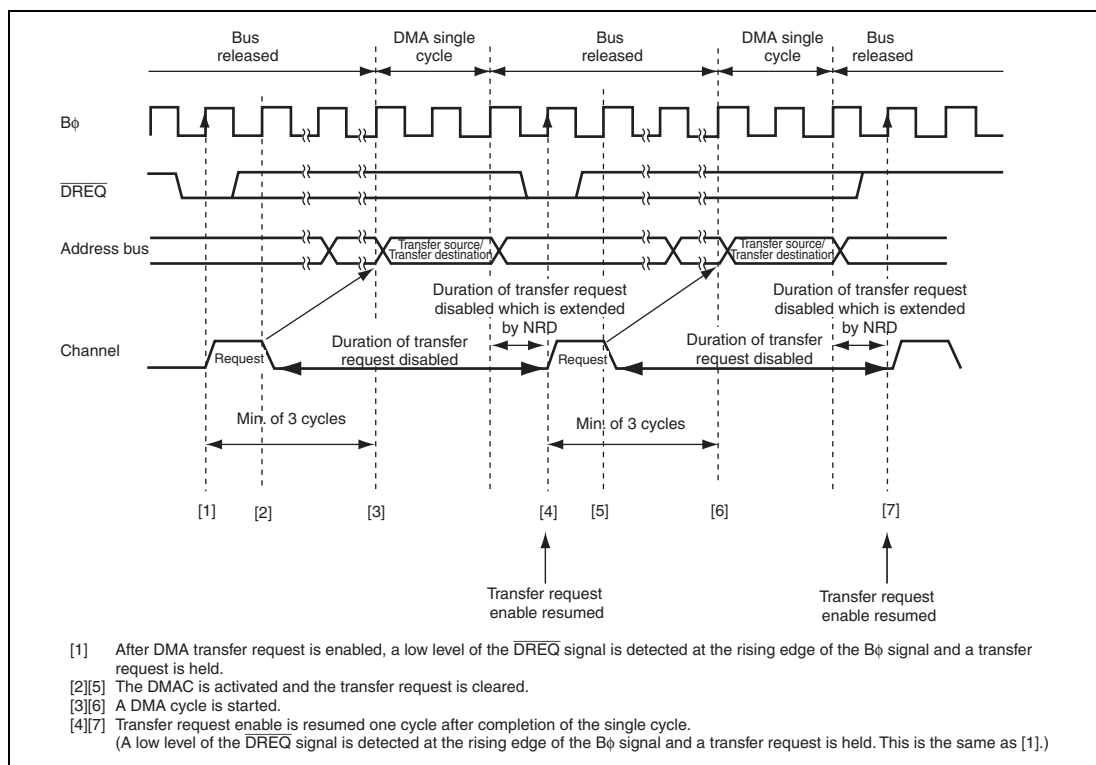 Bus released
DMA single cycle
Bus released
DMA single cycle
Bus released
Bϕ
DREQ
Address bus
Transfer source/
Transfer destination
Transfer source/
Transfer destination
Duration of transfer request
disabled which is extended
by NRD
Duration of transfer request
disabled which is extended
by NRD
Channel
Request
Duration of transfer
request disabled
Request
Duration of transfer
request disabled
Min. of 3 cycles
Min. of 3 cycles
[1] [2] [3] [4] [5] [6] [7]
Transfer request
enable resumed
Transfer request
enable resumed
[1] After DMA transfer request is enabled, a low level of the DREQ signal is detected at the rising edge of the Bϕ signal and a transfer
request is held.
[2][5] The DMAC is activated and the transfer request is cleared.
[3][6] A DMA cycle is started.
[4][7] Transfer request enable is resumed one cycle after completion of the single cycle.
(A low level of the DREQ signal is detected at the rising edge of the Bϕ signal and a transfer request is held. This is the same as [1].)